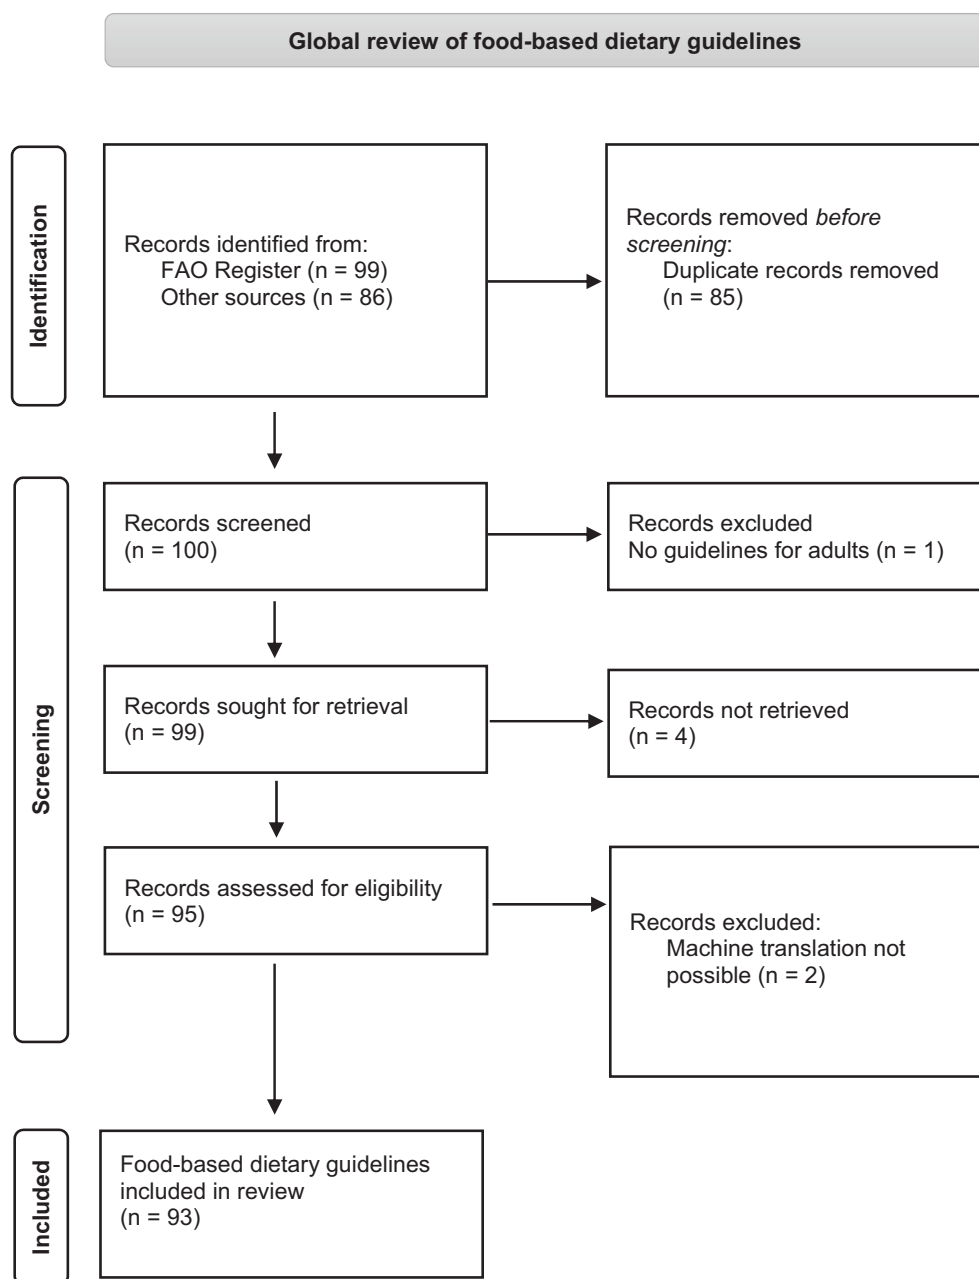 Global review of food-based dietary guidelines
Identification
Records identified from:
FAO Register (n = 99)
Other sources (n = 86)
Records removed before
screening:
Duplicate records removed
(n = 85)
Screening
Records screened
(n = 100)
Records excluded
No guidelines for adults (n = 1)
Records sought for retrieval
(n = 99)
Records not retrieved
(n = 4)
Records assessed for eligibility
(n = 95)
Records excluded:
Machine translation not
possible (n = 2)
Included
Food-based dietary guidelines
included in review
(n = 93)